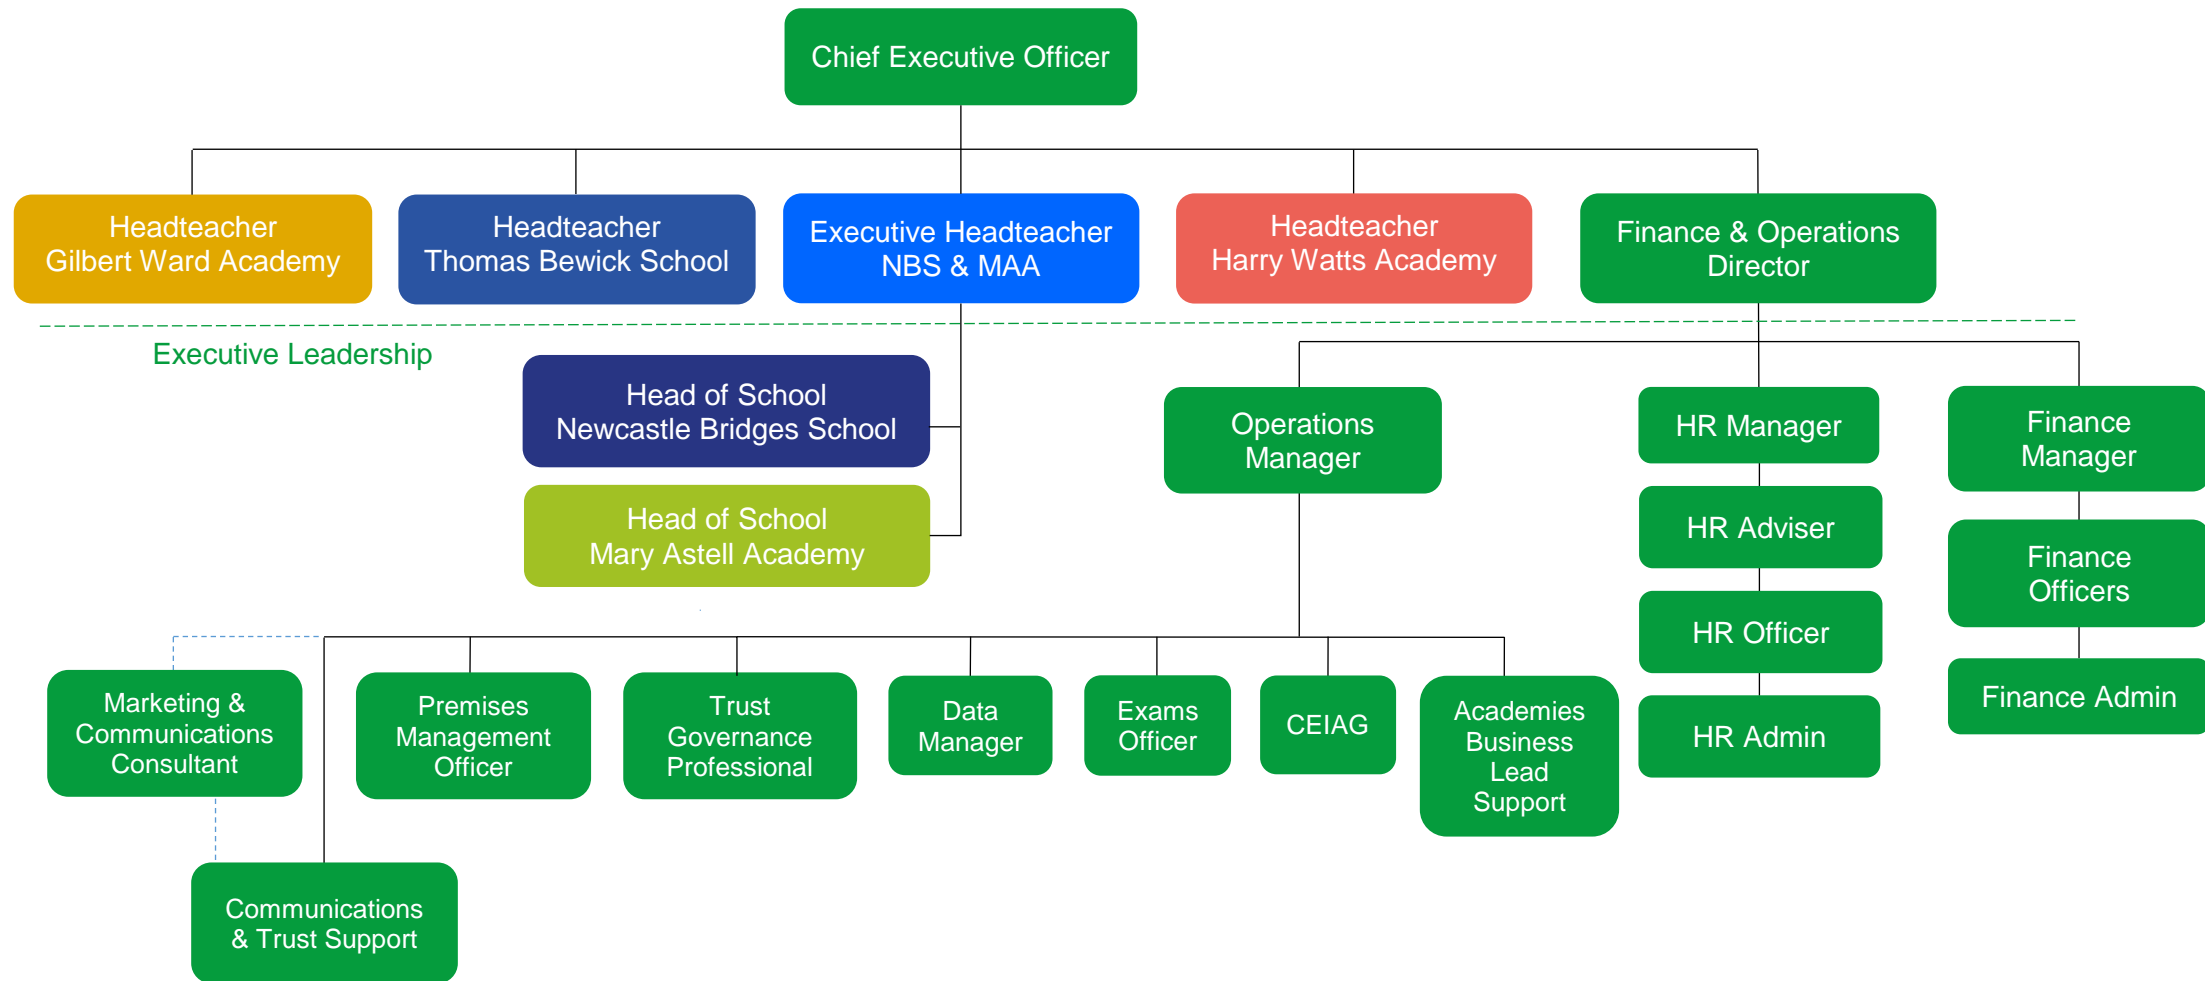 Chief Executive Officer
Headteacher
Gilbert Ward Academy
Headteacher
Thomas Bewick School
Executive Headteacher
NBS & MAA
Headteacher
Harry Watts Academy
Finance & Operations
Director
Executive Leadership
Head of School
Newcastle Bridges School
Head of School
Mary Astell Academy
Operations
Manager
HR Manager
HR Adviser
HR Officer
HR Admin
Finance
Manager
Finance
Officers
Finance Admin
Marketing &
Communications
Consultant
Premises
Management
Officer
Trust
Governance
Professional
Data
Manager
Exams
Officer
CEIAG
Academies
Business
Lead
Support
Communications
& Trust Support